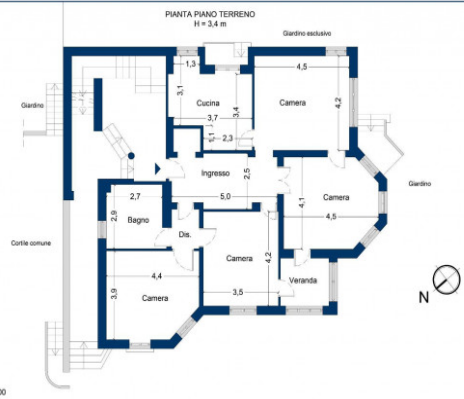 PIANTA PIANO TERRENO
H = 3,4 m
Giardino esclusivo
1,3
4,5
3,1
3,4
4,2
Cucina
Camera
Giardino
3,7
1,1
2,3
Ingresso
2,5
5,0
Giardino
2,7
4,1
Camera
4,5
2,9
Bagno
Dis.
4,2
Cortile comune
Camera
Veranda
4,4
3,9
Camera
3,5
N
00